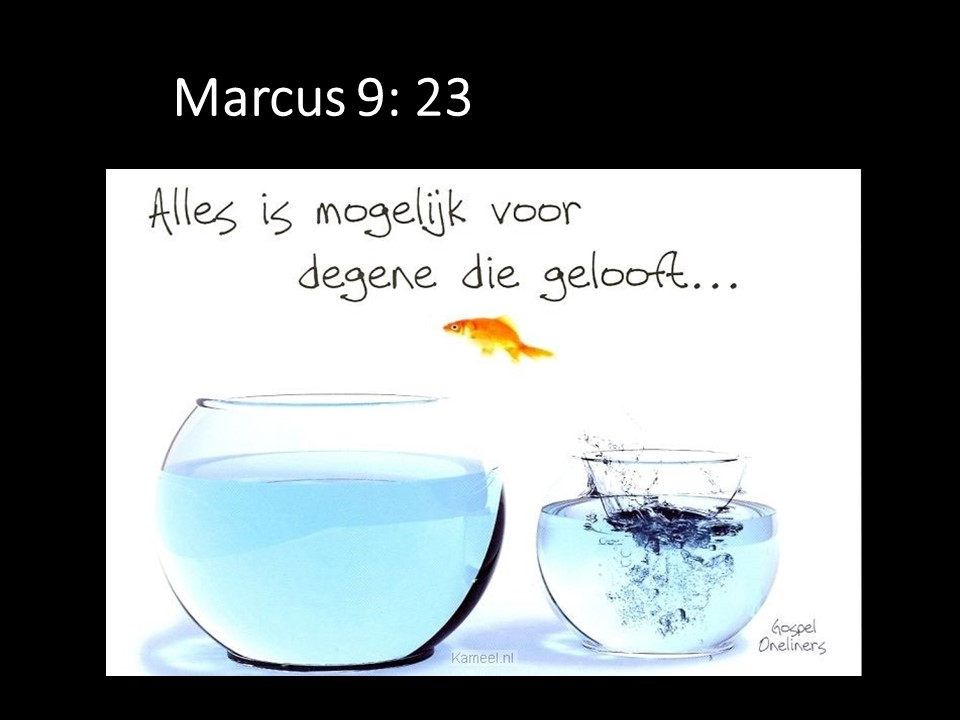 Marcus 9: 23
Alles is mogelijk voor
degene die gelooft...
Gospel
Oneliners
Kameel.nl